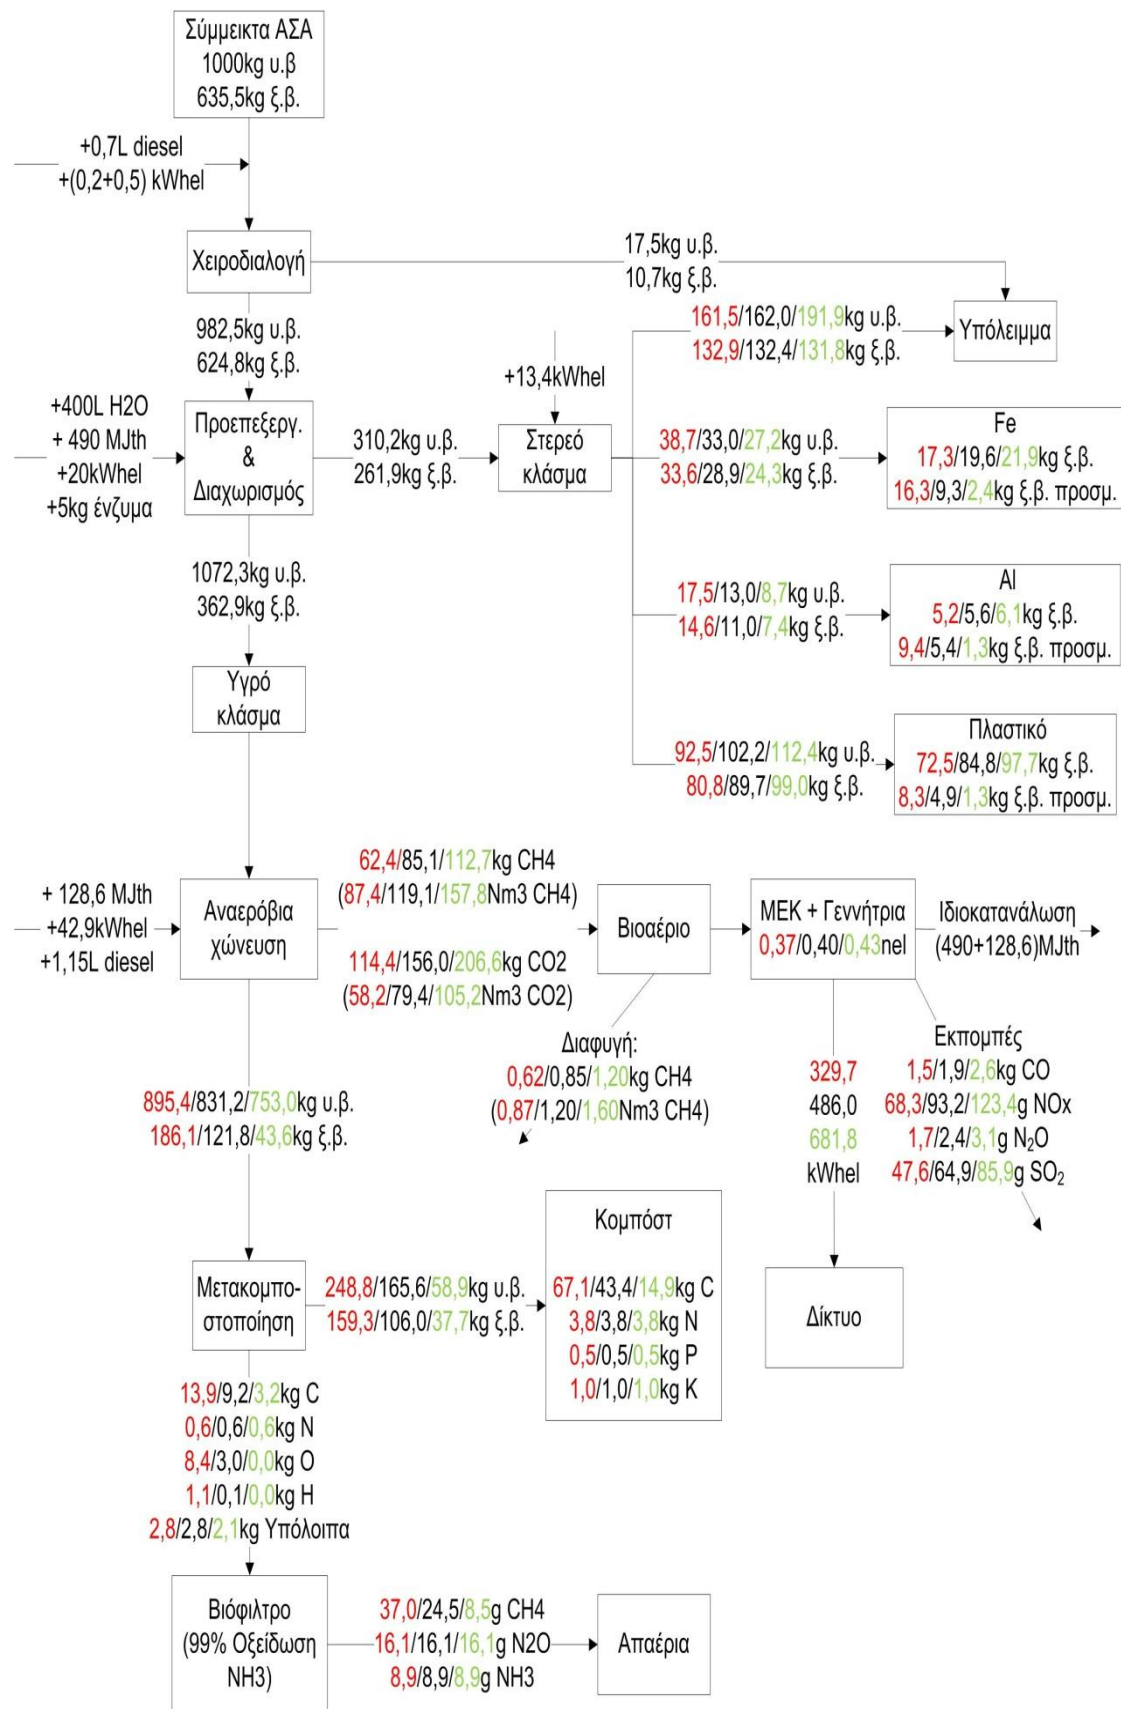 Σύμμεικτα ΑΣΑ
1000kg υ.β
635,5kg ξ.β.
+0,7L diesel
+(0,2+0,5) kWhel
Χειροδιαλογή
17,5kg υ.β.
10,7kg ξ.β.
982,5kg υ.β.
624,8kg ξ.β.
161,5/162,0/191,9kg υ.β.
132,9/132,4/131,8kg ξ.β.
Υπόλειμμα
+400L H2O
+ 490 MJth
+20kWhel
+5kg ένζυμα
Προεπεξεργ.
&
Διαχωρισμός
310,2kg υ.β.
261,9kg ξ.β.
+13,4kWhel
Στερεό
κλάσμα
38,7/33,0/27,2kg υ.β.
33,6/28,9/24,3kg ξ.β.
Fe
17,3/19,6/21,9kg ξ.β.
16,3/9,3/2,4kg ξ.β. προσμ.
1072,3kg υ.β.
362,9kg ξ.β.
17,5/13,0/8,7kg υ.β.
14,6/11,0/7,4kg ξ.β.
Al
5,2/5,6/6,1kg ξ.β.
9,4/5,4/1,3kg ξ.β. προσμ.
Υγρό
κλάσμα
92,5/102,2/112,4kg υ.β.
80,8/89,7/99,0kg ξ.β.
Πλαστικό
72,5/84,8/97,7kg ξ.β.
8,3/4,9/1,3kg ξ.β. προσμ.
+ 128,6 MJth
+42,9kWhel
+1,15L diesel
Αναερόβια
χώνευση
62,4/85,1/112,7kg CH4
(87,4/119,1/157,8Nm3 CH4)
114,4/156,0/206,6kg CO2
(58,2/79,4/105,2Nm3 CO2)
Βιοαέριο
ΜΕΚ + Γεννήτρια
0,37/0,40/0,43nel
Ιδιοκατανάλωση
(490+128,6)MJth
Διαφυγή:
0,62/0,85/1,20kg CH4
(0,87/1,20/1,60Nm3 CH4)
329,7
486,0
681,8
kWhel
Εκπομπές
1,5/1,9/2,6kg CO
68,3/93,2/123,4g NOx
1,7/2,4/3,1g N₂O
47,6/64,9/85,9g SO₂
895,4/831,2/753,0kg υ.β.
186,1/121,8/43,6kg ξ.β.
Μετακομπο-
στοποίηση
248,8/165,6/58,9kg υ.β.
159,3/106,0/37,7kg ξ.β.
Κομπόστ
67,1/43,4/14,9kg C
3,8/3,8/3,8kg N
0,5/0,5/0,5kg P
1,0/1,0/1,0kg K
Δίκτυο
13,9/9,2/3,2kg C
0,6/0,6/0,6kg N
8,4/3,0/0,0kg O
1,1/0,1/0,0kg H
2,8/2,8/2,1kg Υπόλοιπα
Βιόφιλτρο
(99% Οξείδωση
NH3)
37,0/24,5/8,5g CH4
16,1/16,1/16,1g N2O
8,9/8,9/8,9g NH3
Απαέρια